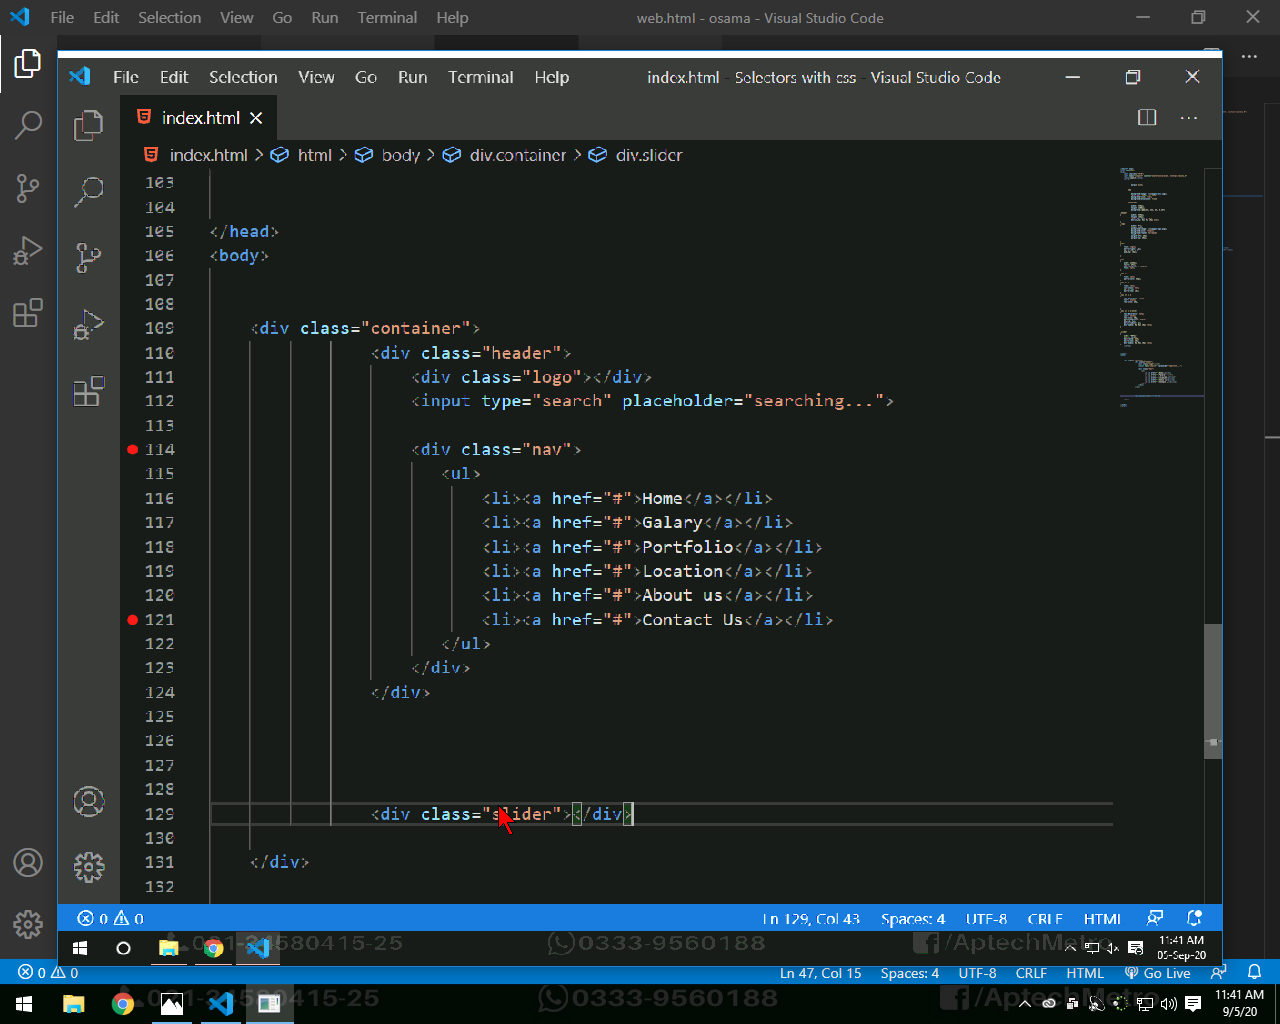 File Edit Selection View Go Run Terminal Help web.html - osama - Visual Studio Code
File Edit Selection View Go Run Terminal Help index.html - Selectors with css - Visual Studio Code
index.html
index.html > html > body > div.container > div.slider
103
104
105 </head>
106 <body>
107
108
109 <div class="container">
110 <div class="header">
111 <div class="logo"></div>
112 <input type="search" placeholder="searching...">
113
114 <div class="nav">
115 <ul>
116 <li><a href="#">Home</a></li>
117 <li><a href="#">Galary</a></li>
118 <li><a href="#">Portfolio</a></li>
119 <li><a href="#">Location</a></li>
120 <li><a href="#">About us</a></li>
121 <li><a href="#">Contact Us</a></li>
122 </ul>
123 </div>
124 </div>
125
126
127
128
129 <div class="slider"></div>
130
131 </div>
132
0 0 Ln 129, Col 43 Spaces: 4 UTF-8 CRLF HTML
0333-9560188 /AptechMetro 11:41 AM
05-Sep-20
0 0 Ln 47, Col 15 Spaces: 4 UTF-8 CRLF HTML Go Live
0333-9560188 /AptechMetro 11:41 AM
9/5/20